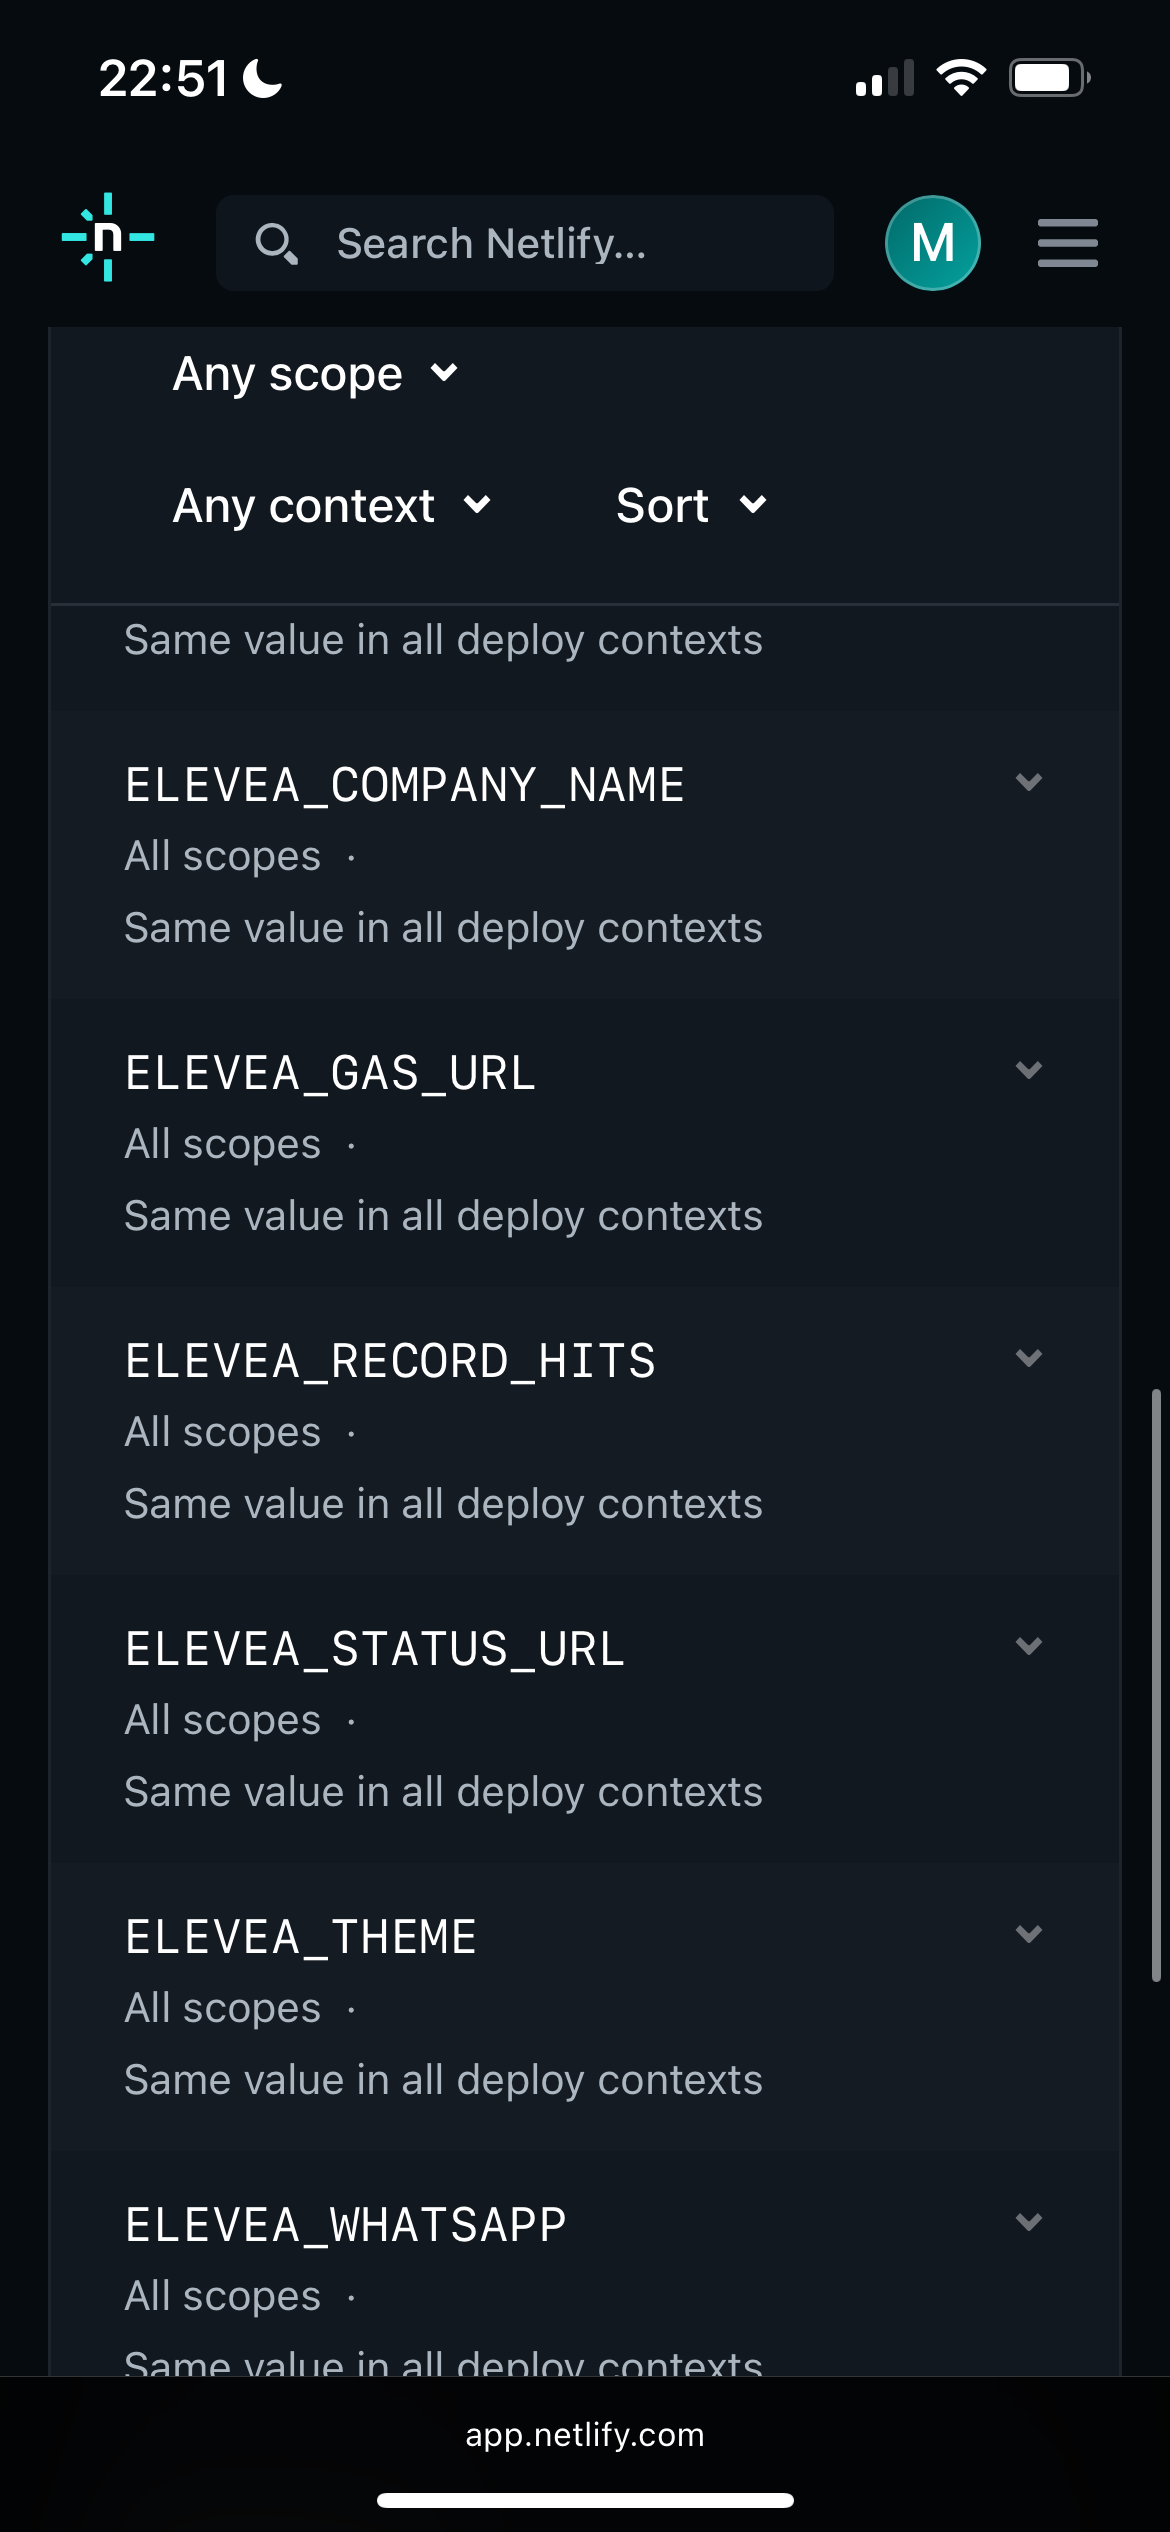 22:51
n
Search Netlify...
M
Any scope
Any context Sort
Same value in all deploy contexts
ELEVEA_COMPANY_NAME
All scopes ·
Same value in all deploy contexts
ELEVEA_GAS_URL
All scopes ·
Same value in all deploy contexts
ELEVEA_RECORD_HITS
All scopes ·
Same value in all deploy contexts
ELEVEA_STATUS_URL
All scopes ·
Same value in all deploy contexts
ELEVEA_THEME
All scopes ·
Same value in all deploy contexts
ELEVEA_WHATSAPP
All scopes ·
Same value in all deploy contexts
app.netlify.com